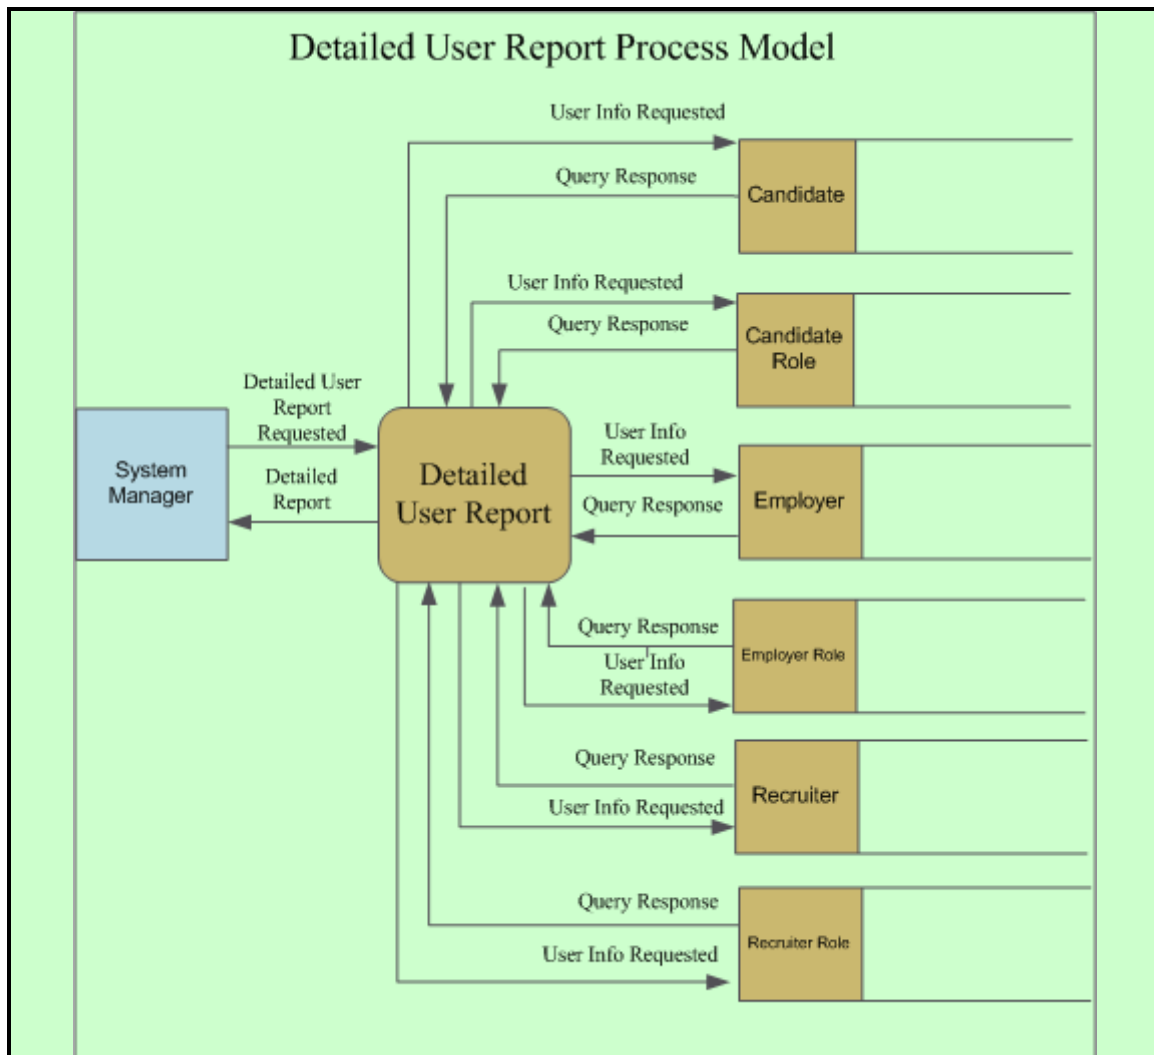 Detailed User Report Process Model
User Info Requested
Query Response
Candidate
User Info Requested
Query Response
Candidate
Role
Detailed User
Report
Requested
System
Manager
Detailed
Report
Detailed
User Report
User Info
Requested
Query Response
Employer
Query Response
User Info
Requested
Employer Role
Query Response
User Info Requested
Recruiter
Query Response
User Info Requested
Recruiter Role